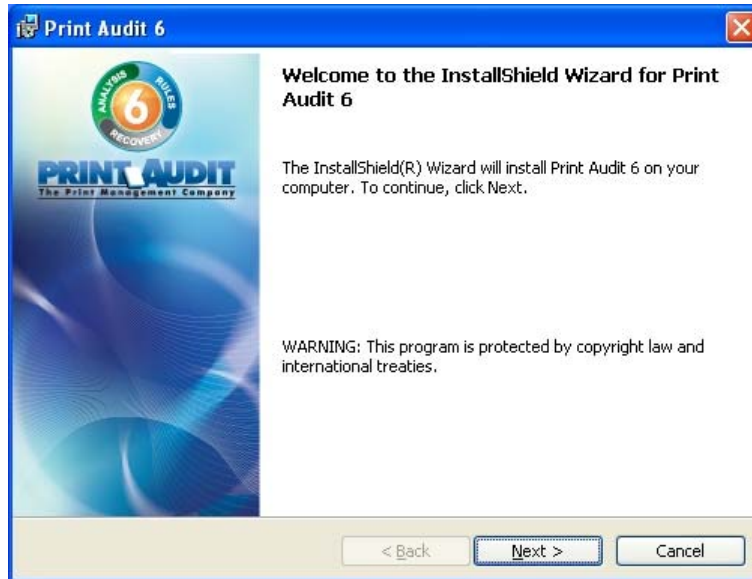 Print Audit 6
ANALYSIS
RULES
6
RECOVERY
PRINT AUDIT
The Print Management Company
Welcome to the InstallShield Wizard for Print
Audit 6
The InstallShield(R) Wizard will install Print Audit 6 on your
computer. To continue, click Next.
WARNING: This program is protected by copyright law and
international treaties.
< Back
Next >
Cancel